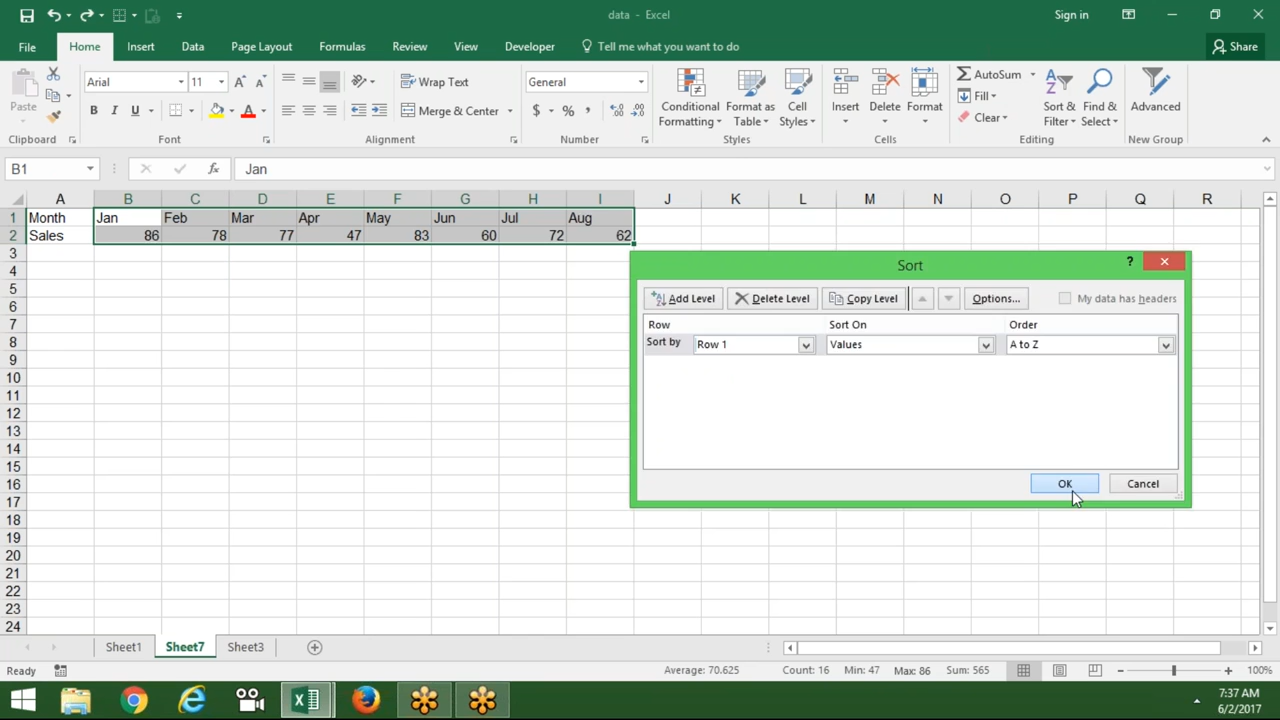 data - Excel
Sign in
File Home Insert Data Page Layout Formulas Review View Developer Tell me what you want to do Share
Paste
Arial 11
B I U
Wrap Text
Merge & Center
General
$ % ,
Conditional Formatting
Format as Table
Cell Styles
Insert
Delete
Format
AutoSum
Fill
Clear
Sort & Filter
Find & Select
Advanced
Clipboard Font Alignment Number Styles Cells Editing New Group
B1 fx Jan
A B C D E F G H I J K L M N O P Q R
1 Month Jan Feb Mar Apr May Jun Jul Aug
2 Sales 86 78 77 47 83 60 72 62
3
4
5
6
7
8
9
10
11
12
13
14
15
16
17
18
19
20
21
22
23
24
Sort ?
Add Level Delete Level Copy Level Options... My data has headers
Row Sort On Order
Sort by Row 1 Values A to Z
OK Cancel
Sheet1 Sheet7 Sheet3
Ready Average: 70.625 Count: 16 Min: 47 Max: 86 Sum: 565 100%
7:37 AM
6/2/2017